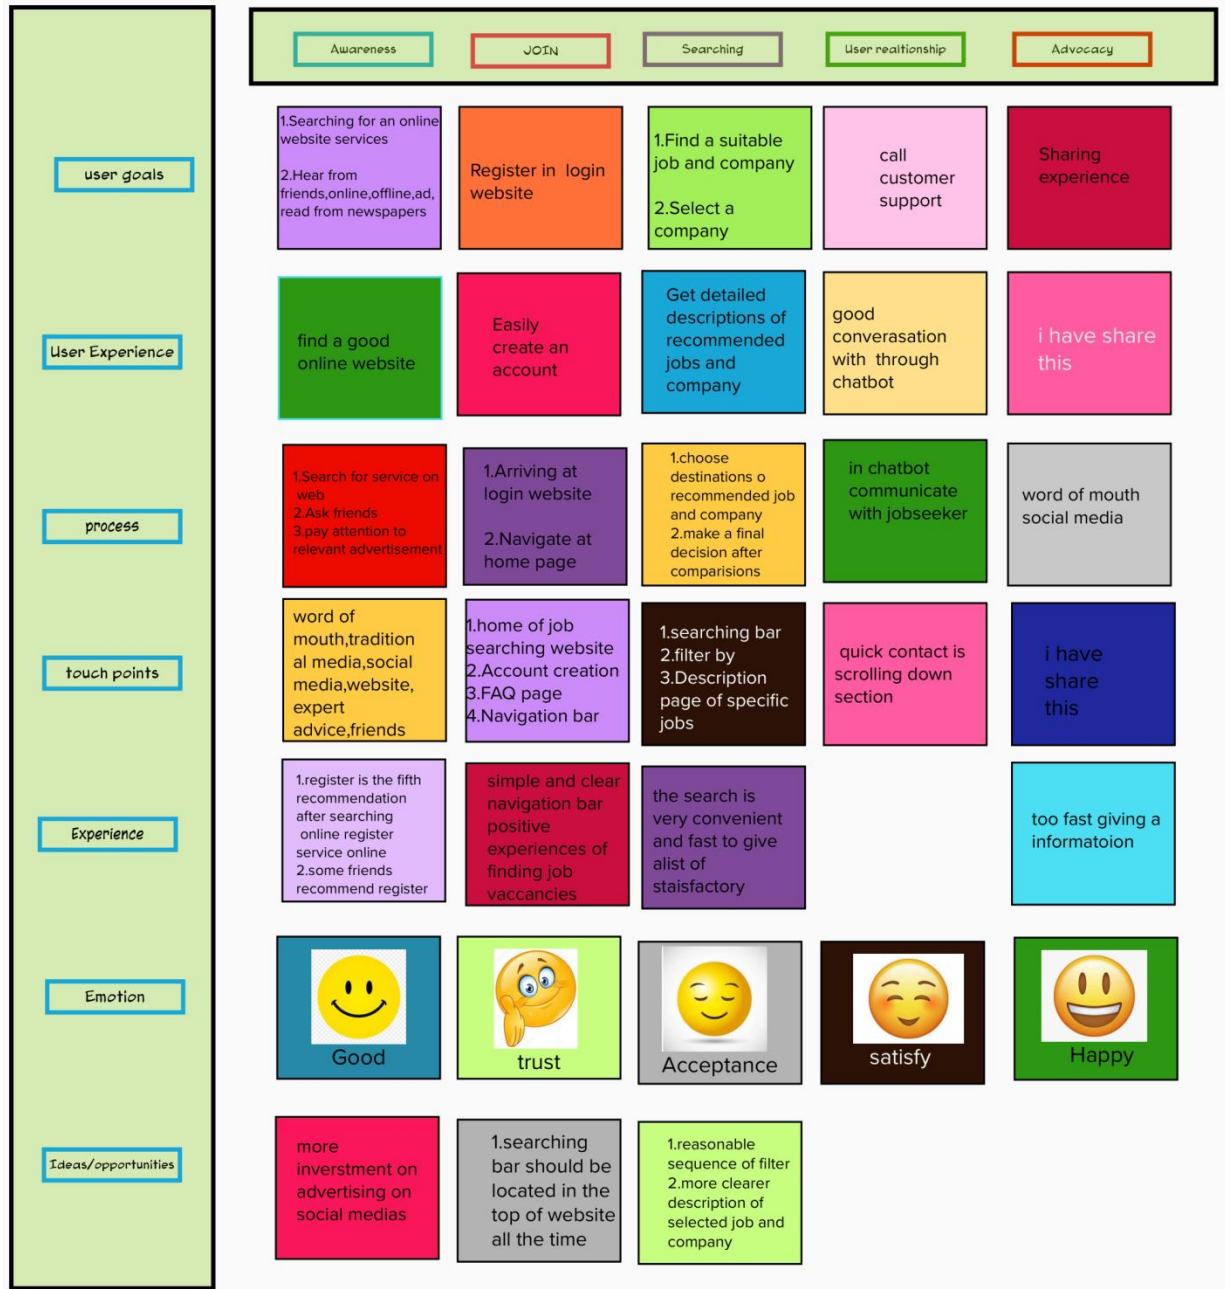 Awareness
JOIN
Searching
User realtionship
Advocacy
user goals
1.Searching for an online
website services
2.Hear from
friends,online,offline,ad,
read from newspapers
Register in login
website
1.Find a suitable
job and company
2.Select a
company
call
customer
support
Sharing
experience
User Experience
find a good
online website
Easily
create an
account
Get detailed
descriptions of
recommended
jobs and
company
good
converasation
with through
chatbot
i have share
this
process
1.Search for service on
web
2.Ask friends
3.pay attention to
relevant advertisement
1.Arriving at
login website
2.Navigate at
home page
1.choose
destinations o
recommended job
and company
2.make a final
decision after
comparisions
in chatbot
communicate
with jobseeker
word of mouth
social media
touch points
word of
mouth,tradition
al media,social
media,website,
expert
advice,friends
1.home of job
searching website
2.Account creation
3.FAQ page
4.Navigation bar
1.searching bar
2.filter by
3.Description
page of specific
jobs
quick contact is
scrolling down
section
i have
share
this
Experience
1.register is the fifth
recommendation
after searching
online register
service online
2.some friends
recommend register
simple and clear
navigation bar
positive
experiences of
finding job
vaccancies
the search is
very convenient
and fast to give
alist of
staisfactory
too fast giving a
informatoion
Emotion
Good
trust
Acceptance
satisfy
Happy
Ideas/opportunities
more
inverstment on
advertising on
social medias
1.searching
bar should be
located in the
top of website
all the time
1.reasonable
sequence of filter
2.more clearer
description of
selected job and
company